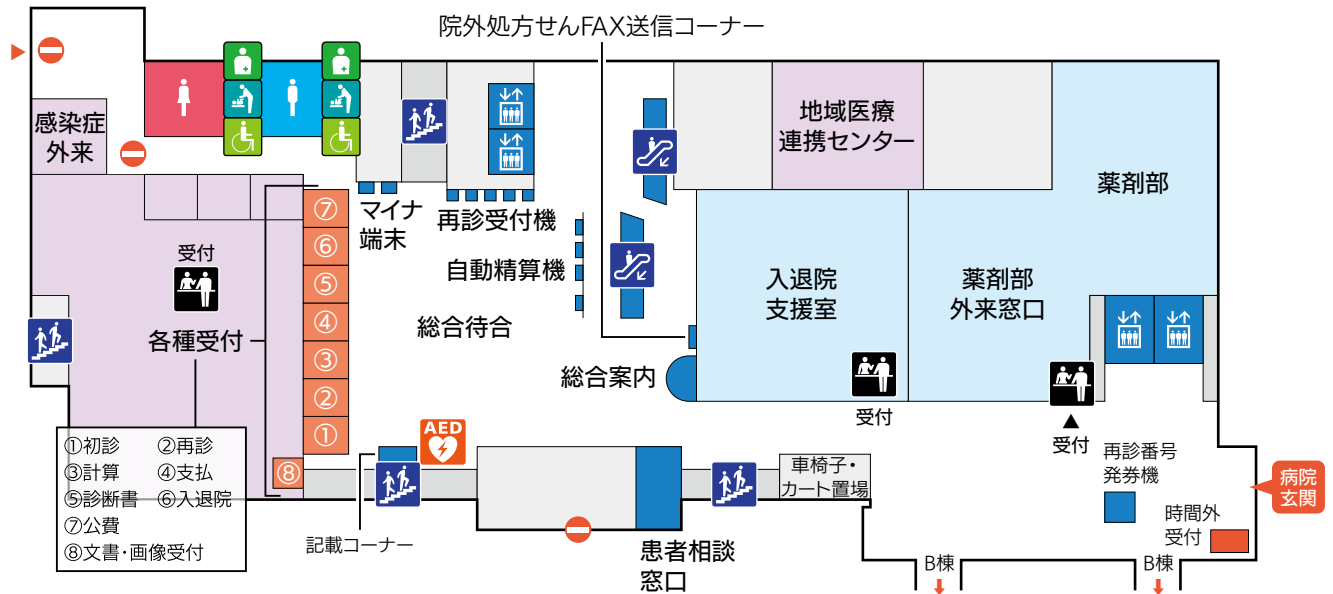 院外処方せんFAX送信コーナー
感染症
外来
地域医療
連携センター
薬剤部
マイナ
端末
再診受付機
自動精算機
総合待合
総合案内
入退院
支援室
受付
薬剤部
外来窓口
受付
受付
各種受付
⑦
⑥
⑤
④
③
②
①
⑧
①初診 ②再診
③計算 ④支払
⑤診断書 ⑥入退院
⑦公費
⑧文書・画像受付
AED
記載コーナー
患者相談
窓口
車椅子・
カート置場
再診番号
発券機
時間外
受付
病院
玄関
B棟
B棟